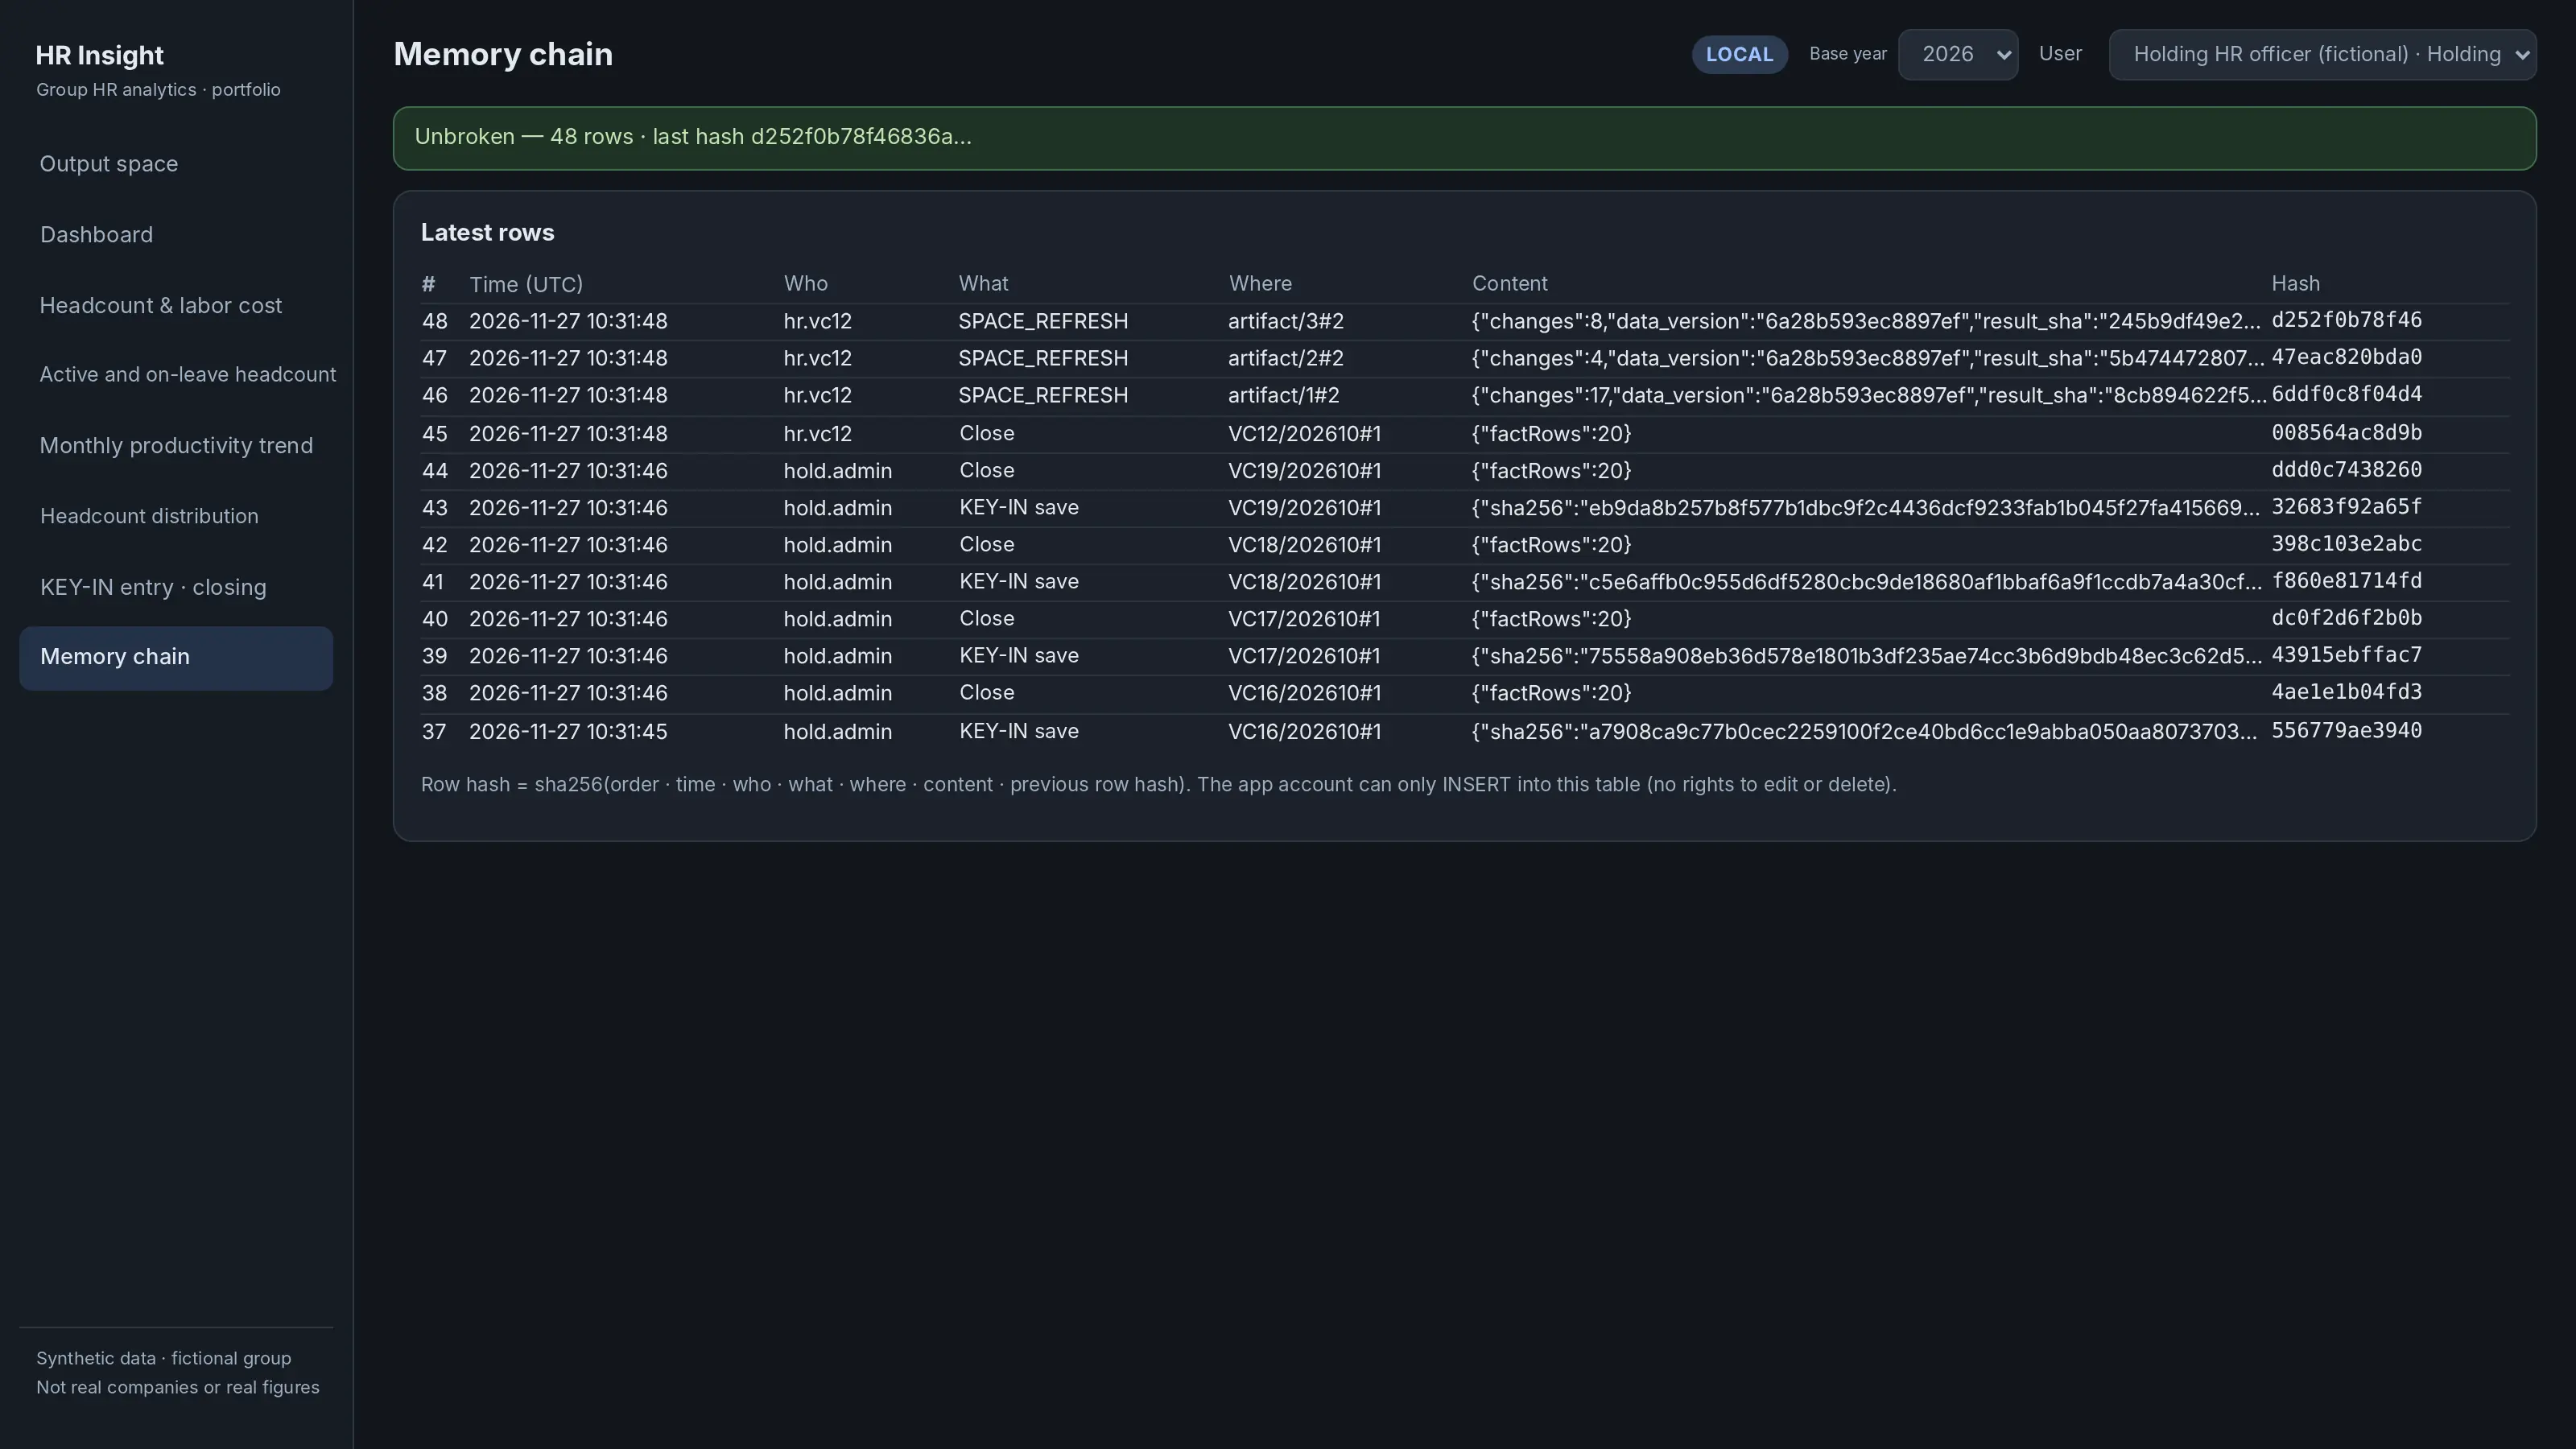 HR Insight
Group HR analytics · portfolio
Output space
Dashboard
Headcount & labor cost
Active and on-leave headcount
Monthly productivity trend
Headcount distribution
KEY-IN entry · closing
Memory chain
Synthetic data · fictional group
Not real companies or real figures
Memory chain
LOCAL Base year 2026 User Holding HR officer (fictional) · Holding
Unbroken — 48 rows · last hash d252f0b78f46836a...
Latest rows
# Time (UTC) Who What Where Content Hash
48 2026-11-27 10:31:48 hr.vc12 SPACE_REFRESH artifact/3#2 {"changes":8,"data_version":"6a28b593ec8897ef","result_sha":"245b9df49e2... d252f0b78f46
47 2026-11-27 10:31:48 hr.vc12 SPACE_REFRESH artifact/2#2 {"changes":4,"data_version":"6a28b593ec8897ef","result_sha":"5b474472807... 47eac820bda0
46 2026-11-27 10:31:48 hr.vc12 SPACE_REFRESH artifact/1#2 {"changes":17,"data_version":"6a28b593ec8897ef","result_sha":"8cb894622f5... 6ddf0c8f04d4
45 2026-11-27 10:31:48 hr.vc12 Close VC12/202610#1 {"factRows":20} 008564ac8d9b
44 2026-11-27 10:31:46 hold.admin Close VC19/202610#1 {"factRows":20} ddd0c7438260
43 2026-11-27 10:31:46 hold.admin KEY-IN save VC19/202610#1 {"sha256":"eb9da8b257b8f577b1dbc9f2c4436dcf9233fab1b045f27fa415669... 32683f92a65f
42 2026-11-27 10:31:46 hold.admin Close VC18/202610#1 {"factRows":20} 398c103e2abc
41 2026-11-27 10:31:46 hold.admin KEY-IN save VC18/202610#1 {"sha256":"c5e6affb0c955d6df5280cbc9de18680af1bbaf6a9f1ccdb7a4a30cf... f860e81714fd
40 2026-11-27 10:31:46 hold.admin Close VC17/202610#1 {"factRows":20} dc0f2d6f2b0b
39 2026-11-27 10:31:46 hold.admin KEY-IN save VC17/202610#1 {"sha256":"75558a908eb36d578e1801b3df235ae74cc3b6d9bdb48ec3c62d5... 43915ebffac7
38 2026-11-27 10:31:46 hold.admin Close VC16/202610#1 {"factRows":20} 4ae1e1b04fd3
37 2026-11-27 10:31:45 hold.admin KEY-IN save VC16/202610#1 {"sha256":"a7908ca9c77b0cec2259100f2ce40bd6cc1e9abba050aa8073703... 556779ae3940
Row hash = sha256(order · time · who · what · where · content · previous row hash). The app account can only INSERT into this table (no rights to edit or delete).